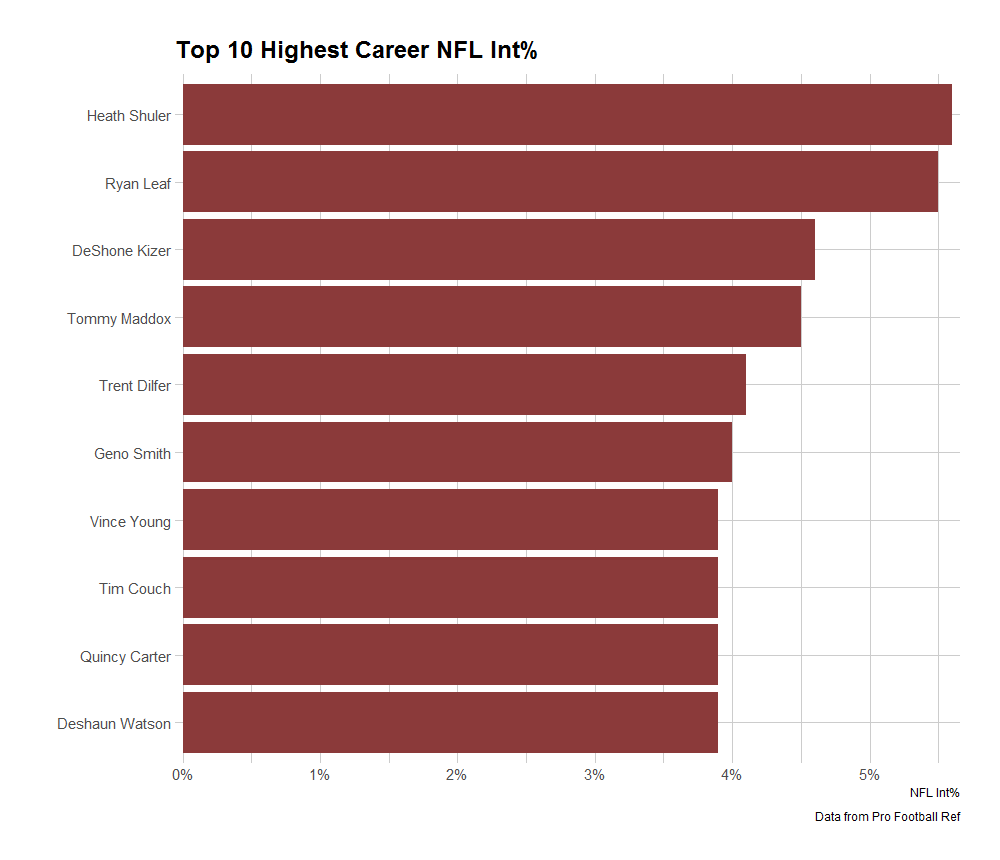 Top 10 Highest Career NFL Int%
Heath Shuler
Ryan Leaf
DeShone Kizer
Tommy Maddox
Trent Dilfer
Geno Smith
Vince Young
Tim Couch
Quincy Carter
Deshaun Watson
0% 1% 2% 3% 4% 5%
NFL Int%
Data from Pro Football Ref